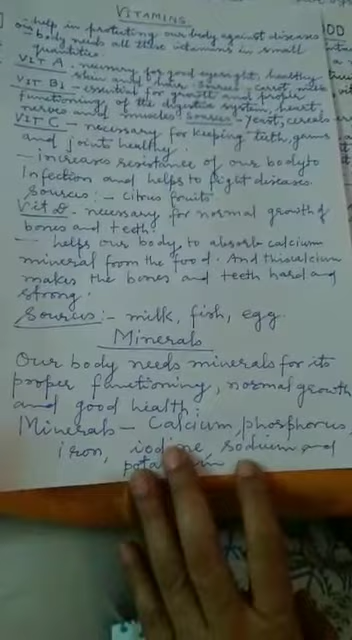 VITAMINS
help in protecting our body against diseases
our body needs all these vitamins in small
quantities.
VIT A. necessary for good eyesight, healthy
skin and Sources - carrot,
VIT B1 - essential for growth and proper
functioning of the digestive system, heart,
nerves and muscles Sources - Yeast, cereals
VIT C - necessary for keeping teeth, gums
and joints healthy.
- increases resistance of our body to
Infection and helps to fight diseases.
Sources :- citrus fruits
Vit D - necessary for normal growth of
bones and teeth
- helps our body to absorb calcium
mineral from the food. And this calcium
makes the bones and teeth hard and
strong.
Sources :- milk, fish, egg.
Minerals
Our body needs minerals for its
proper functioning, normal growth
and good health:
Minerals - Calcium, phosphorus,
iron, iodine, sodium and